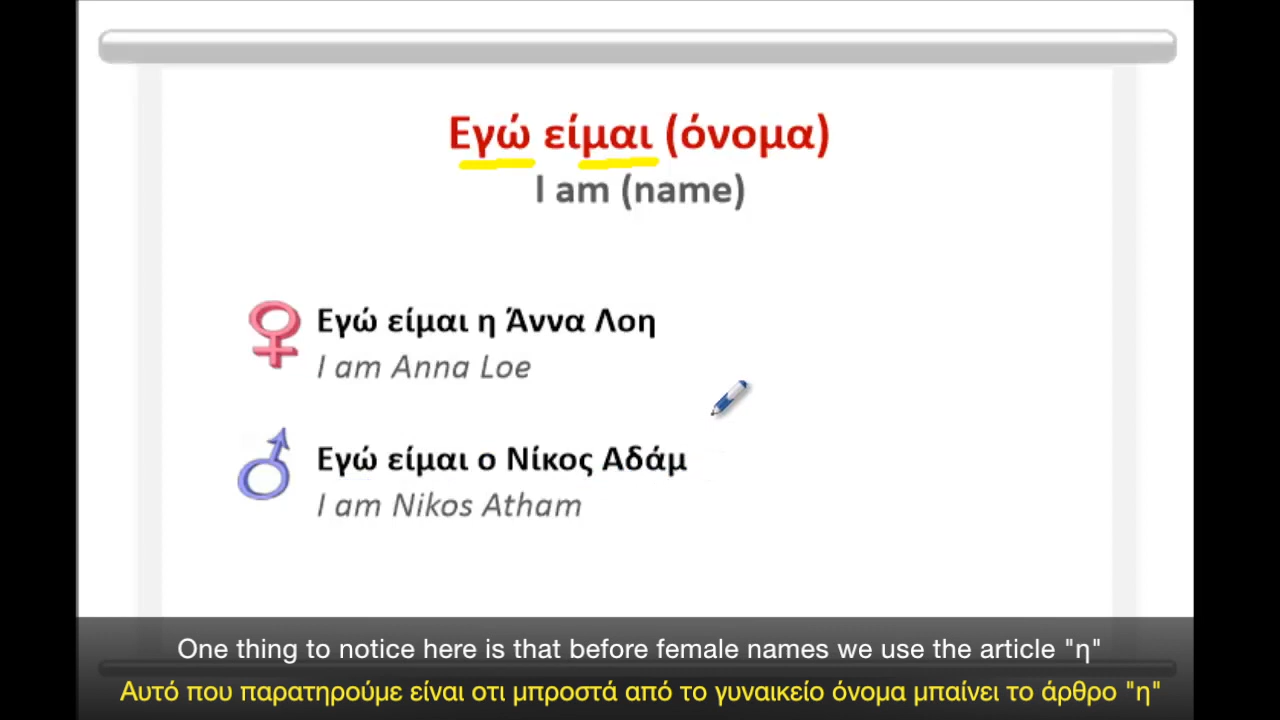 Εγώ είμαι (όνομα)
I am (name)
Εγώ είμαι η Άννα Λοη
I am Anna Loe
Εγώ είμαι ο Νίκος Αδάμ
I am Nikos Atham
One thing to notice here is that before female names we use the article "η"
Αυτό που παρατηρούμε είναι οτι μπροστά από το γυναικείο όνομα μπαίνει το άρθρο "η"